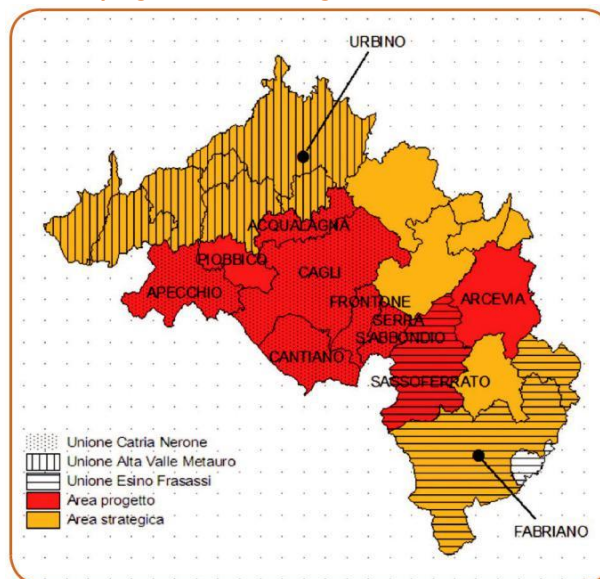 URBINO
ACQUALAGNA
PIOBBICO
CAGLI
APECCHIO
FRONTONE
ARCEVIA
SERRA
S.ABBONDIO
CANTIANO
SASSOFERRATO
Unione Catria Nerone
Unione Alta Valle Metauro
Unione Esino Frasassi
Area progetto
Area strategica
FABRIANO